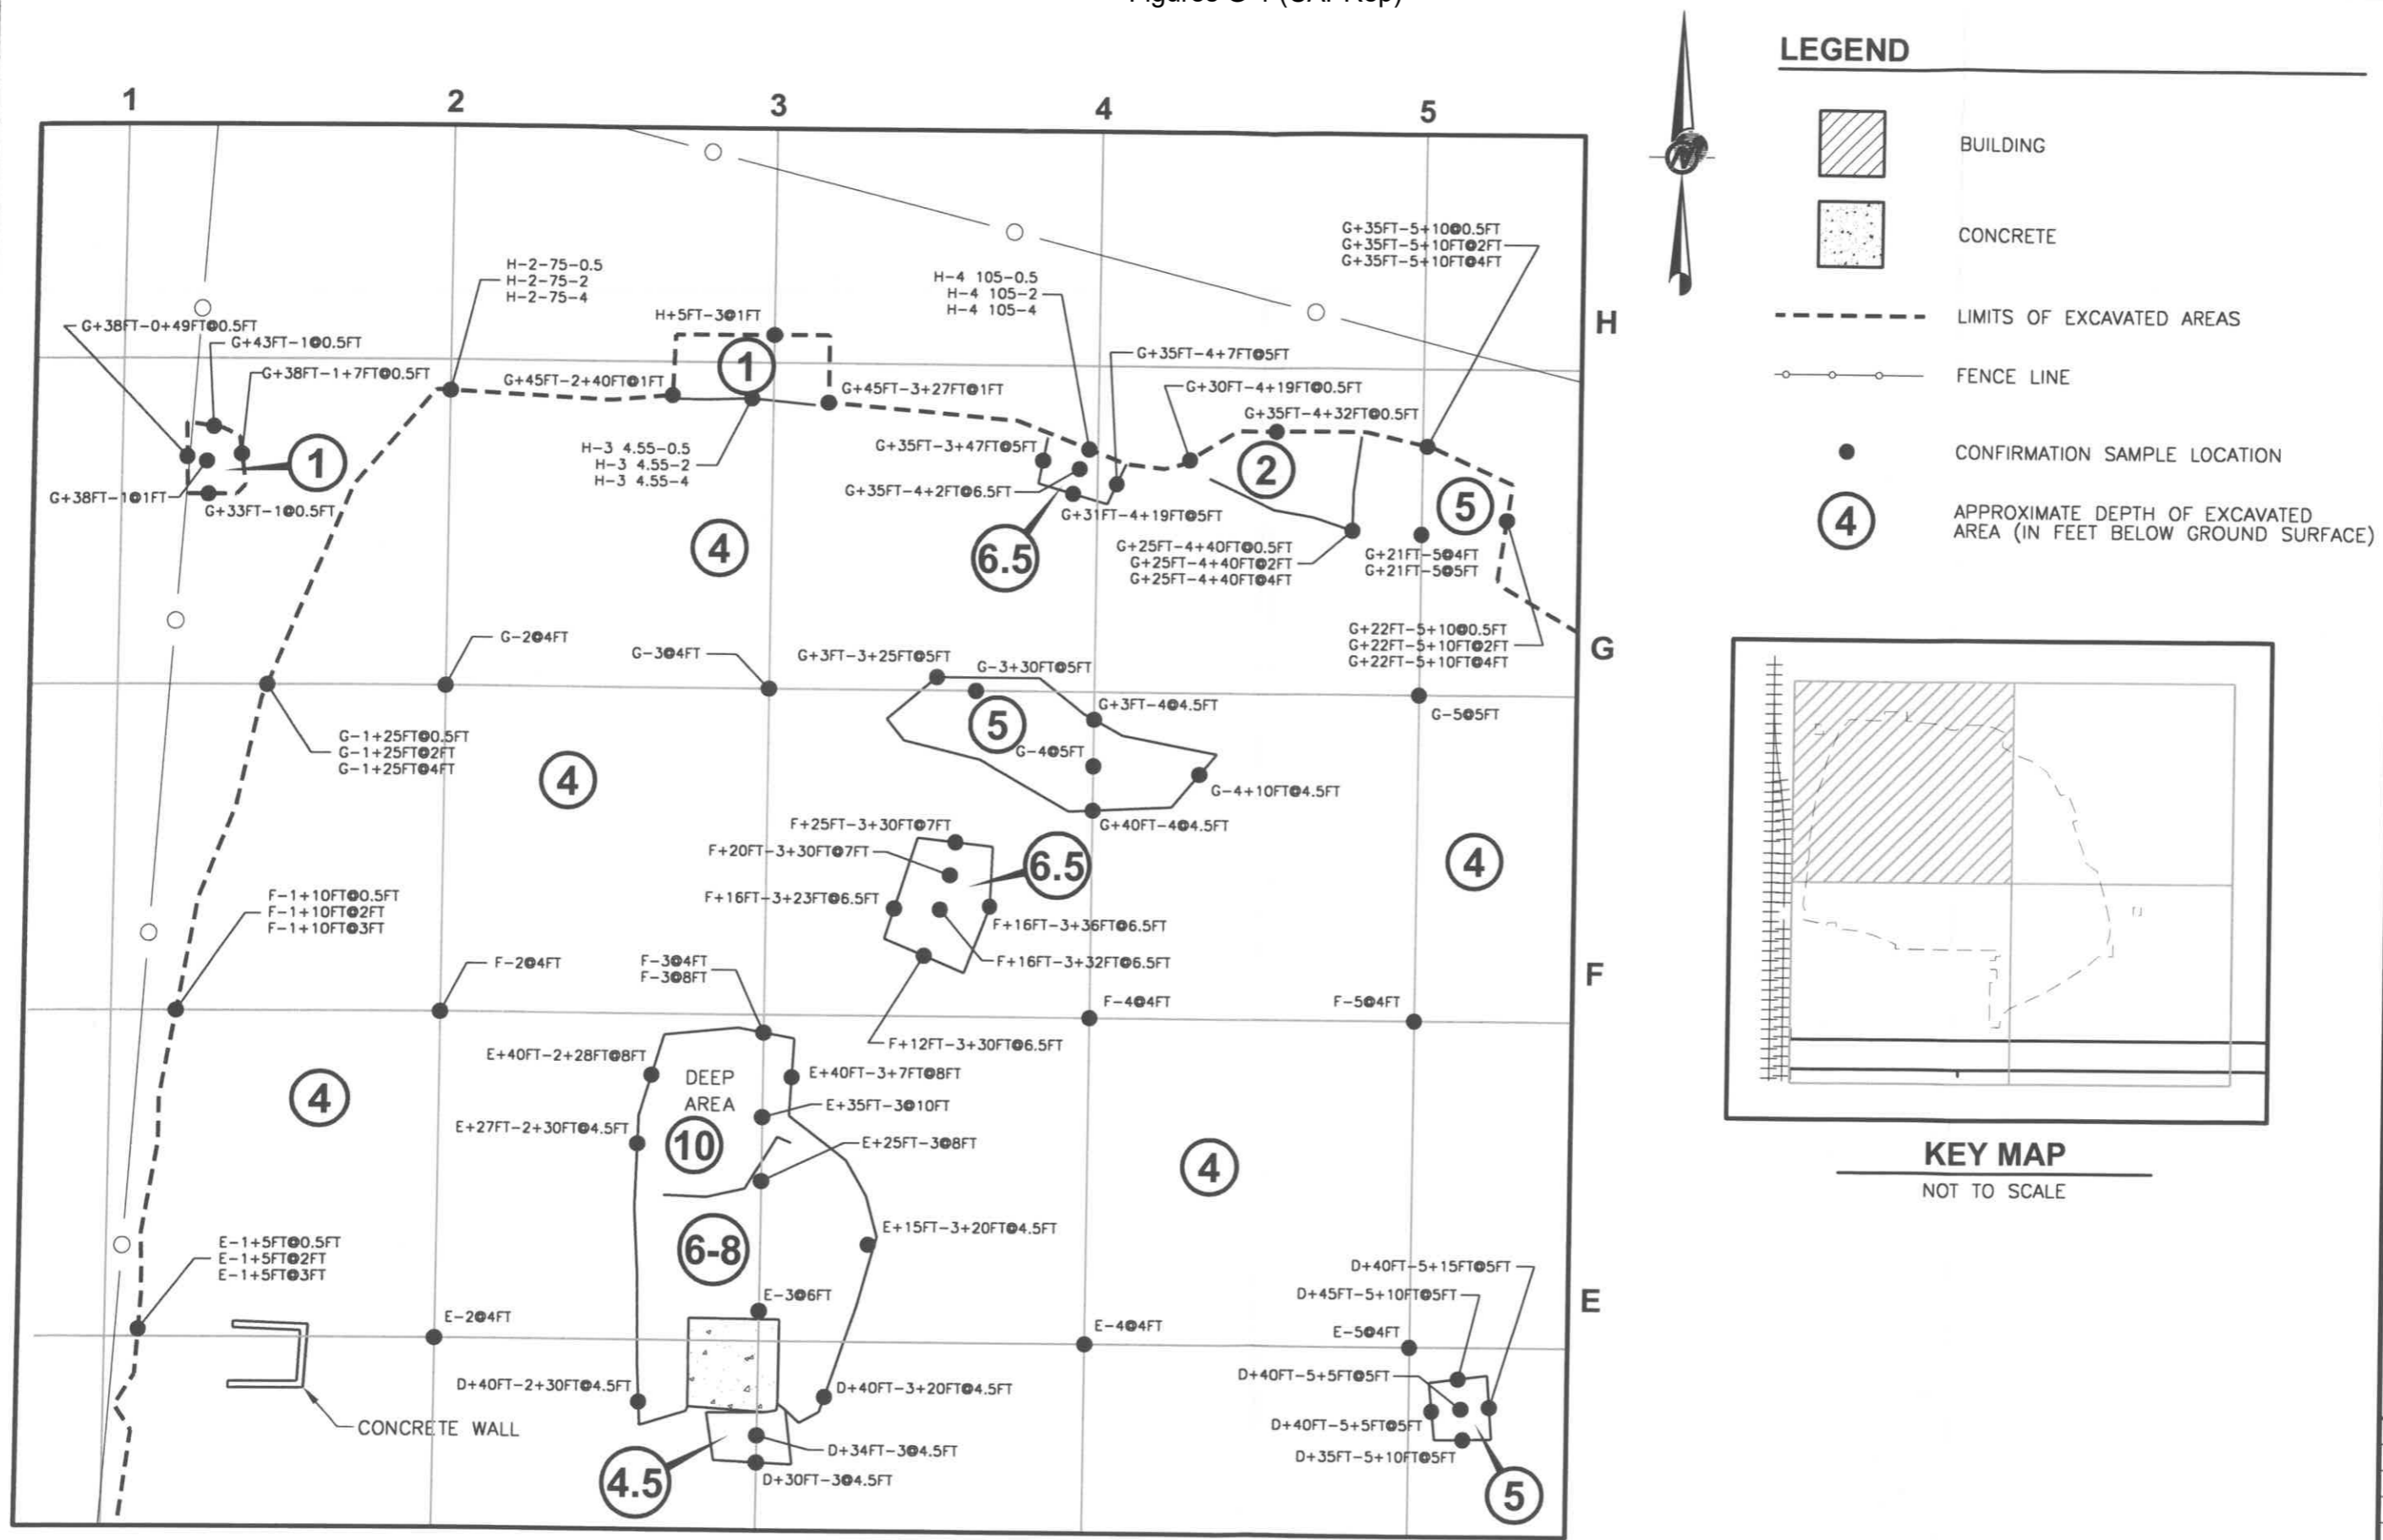 1
2
3
4
5
H-2-75-0.5
H-2-75-2
H-2-75-4
H-4 105-0.5
H-4 105-2
H-4 105-4
G+35FT-5+10@0.5FT
G+35FT-5+10FT@2FT
G+35FT-5+10FT@4FT
G+38FT-0+49FT@0.5FT
G+43FT-1@0.5FT
G+38FT-1+7FT@0.5FT
H+5FT-3@1FT
H
1
G+45FT-2+40FT@1FT
G+45FT-3+27FT@1FT
G+35FT-4+7FT@5FT
G+30FT-4+19FT@0.5FT
G+35FT-4+32FT@0.5FT
H-3 4.55-0.5
H-3 4.55-2
H-3 4.55-4
G+35FT-3+47FT@5FT
G+35FT-4+2FT@6.5FT
G+31FT-4+19FT@5FT
1
G+38FT-1@1FT
G+33FT-1@0.5FT
2
5
4
6.5
G+25FT-4+40FT@0.5FT
G+25FT-4+40FT@2FT
G+25FT-4+40FT@4FT
G+21FT-5@4FT
G+21FT-5@5FT
G+22FT-5+10@0.5FT
G+22FT-5+10FT@2FT
G+22FT-5+10FT@4FT
G-2@4FT
G-3@4FT
G+3FT-3+25FT@5FT
G-3+30FT@5FT
G
G+3FT-4@4.5FT
G-5@5FT
5
G-4@5FT
G-1+25FT@0.5FT
G-1+25FT@2FT
G-1+25FT@4FT
4
G-4+10FT@4.5FT
G+40FT-4@4.5FT
F+25FT-3+30FT@7FT
F+20FT-3+30FT@7FT
6.5
4
F+16FT-3+23FT@6.5FT
F+16FT-3+36FT@6.5FT
F+16FT-3+32FT@6.5FT
F-1+10FT@0.5FT
F-1+10FT@2FT
F-1+10FT@3FT
F-2@4FT
F-3@4FT
F-3@8FT
F
F-4@4FT
F-5@4FT
F+12FT-3+30FT@6.5FT
E+40FT-2+28FT@8FT
DEEP
AREA
E+40FT-3+7FT@8FT
E+35FT-3@10FT
4
E+27FT-2+30FT@4.5FT
10
E+25FT-3@8FT
4
E+15FT-3+20FT@4.5FT
6-8
E-1+5FT@0.5FT
E-1+5FT@2FT
E-1+5FT@3FT
D+40FT-5+15FT@5FT
D+45FT-5+10FT@5FT
E-3@6FT
E
E-2@4FT
E-4@4FT
E-5@4FT
D+40FT-2+30FT@4.5FT
D+40FT-3+20FT@4.5FT
D+40FT-5+5FT@5FT
D+40FT-5+5FT@5FT
CONCRETE WALL
D+34FT-3@4.5FT
D+35FT-5+10FT@5FT
4.5
D+30FT-3@4.5FT
5
N
LEGEND
BUILDING
CONCRETE
LIMITS OF EXCAVATED AREAS
FENCE LINE
CONFIRMATION SAMPLE LOCATION
4
APPROXIMATE DEPTH OF EXCAVATED
AREA (IN FEET BELOW GROUND SURFACE)
KEY MAP
NOT TO SCALE